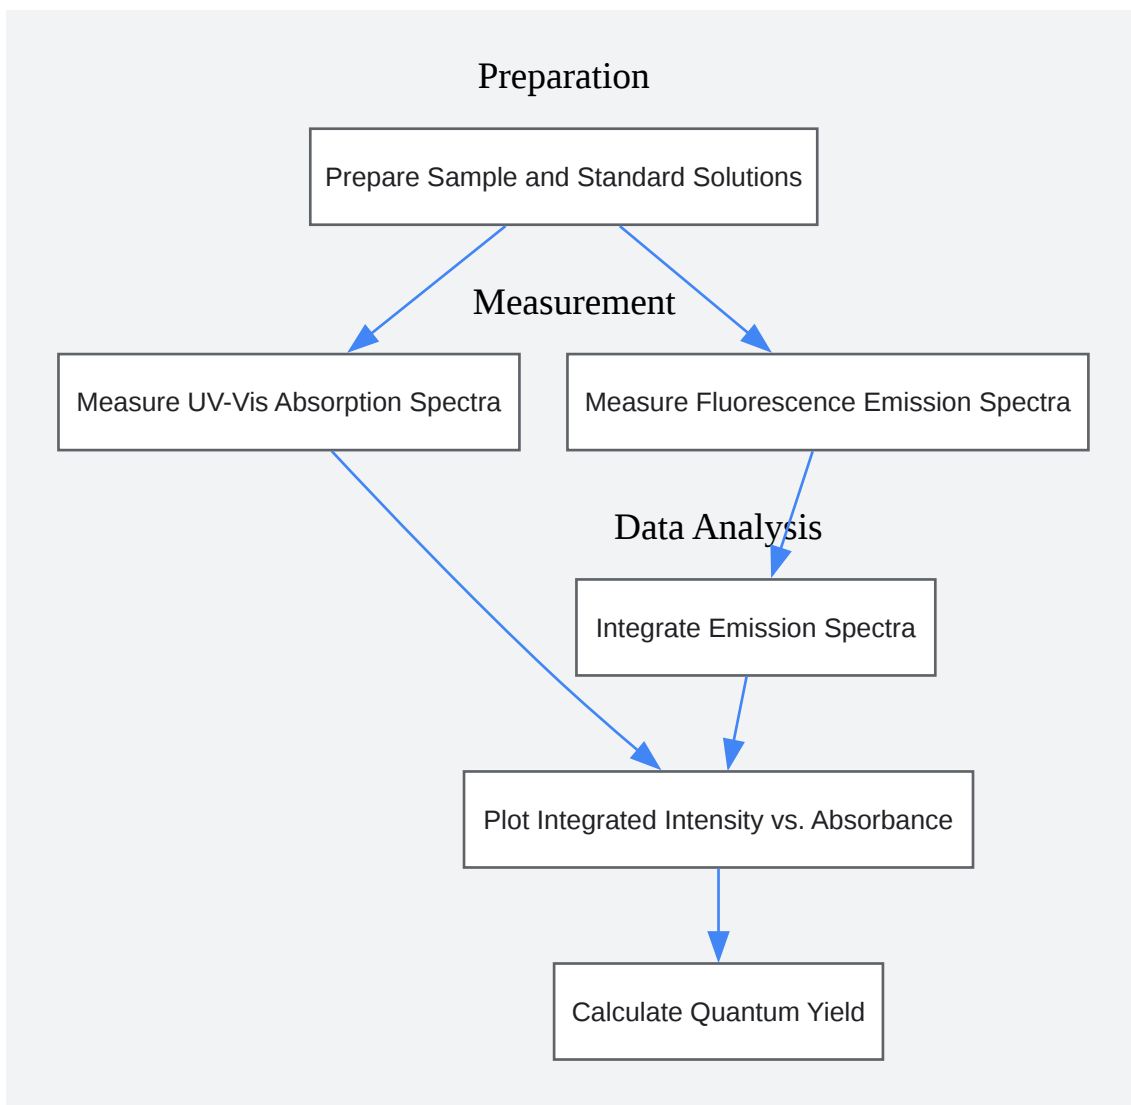 Preparation
Prepare Sample and Standard Solutions
Measurement
Measure UV-Vis Absorption Spectra
Measure Fluorescence Emission Spectra
Data Analysis
Integrate Emission Spectra
Plot Integrated Intensity vs. Absorbance
Calculate Quantum Yield